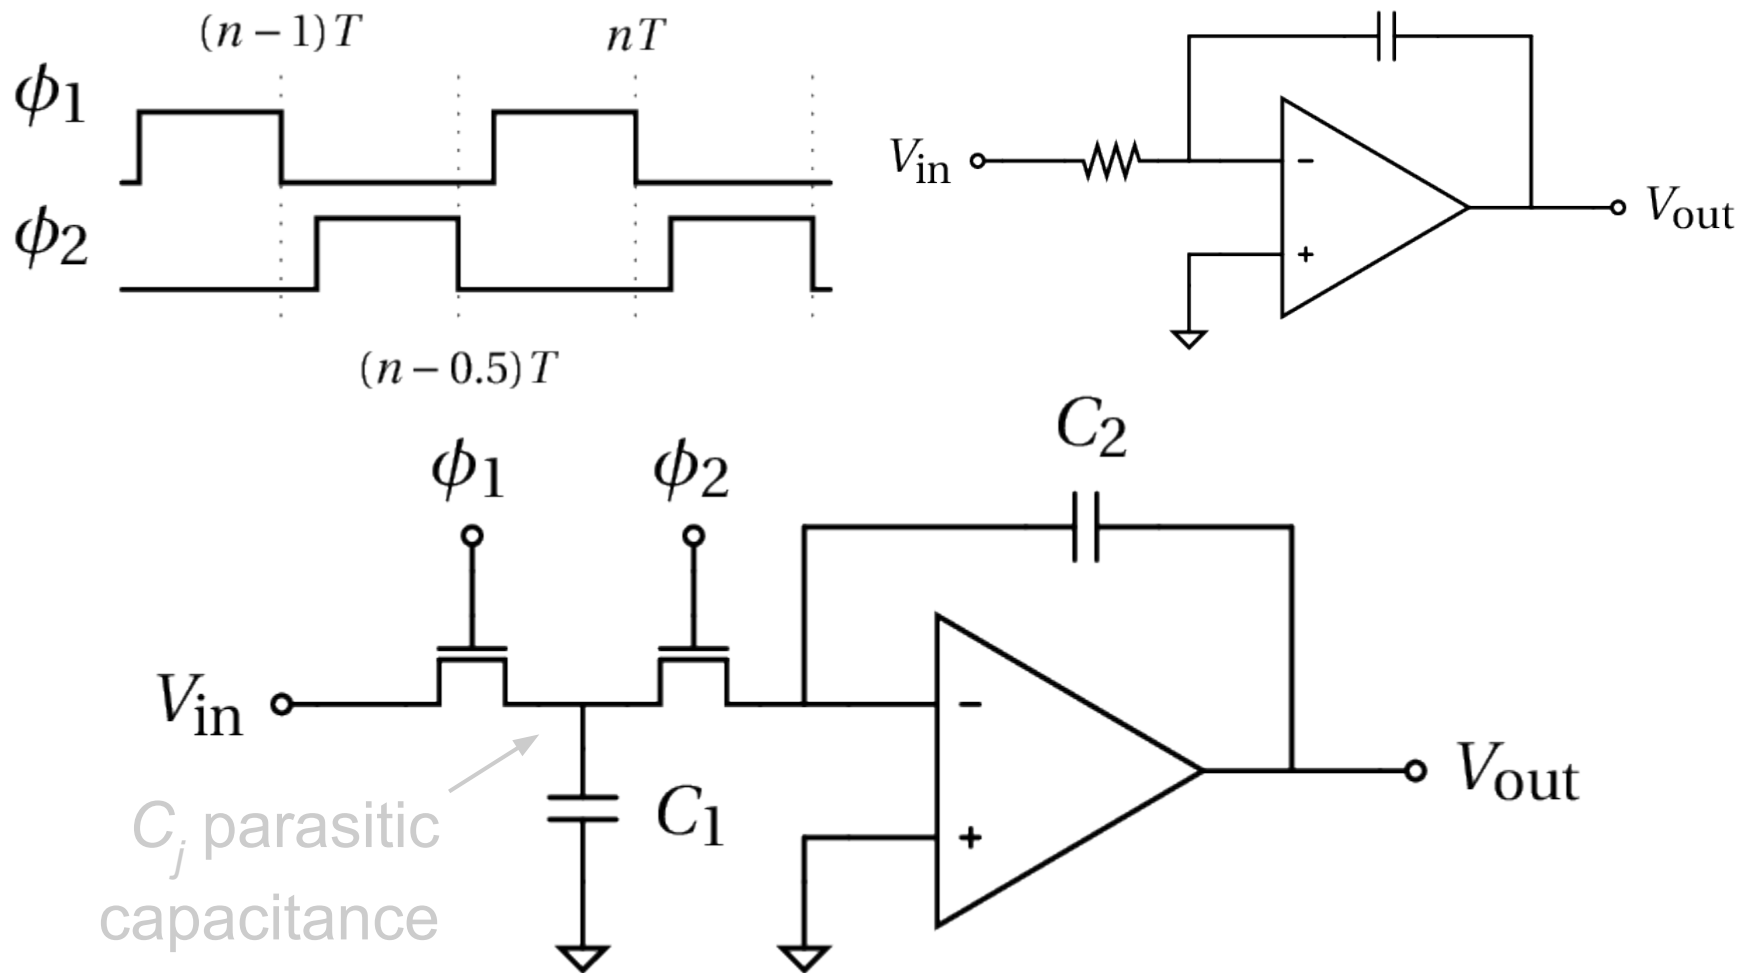 (n − 1)T
nT
ϕ1
ϕ2
(n − 0.5)T
Vin
−
+
Vout
C2
ϕ1
ϕ2
Vin
−
Vout
Cj parasitic
capacitance
C1
+